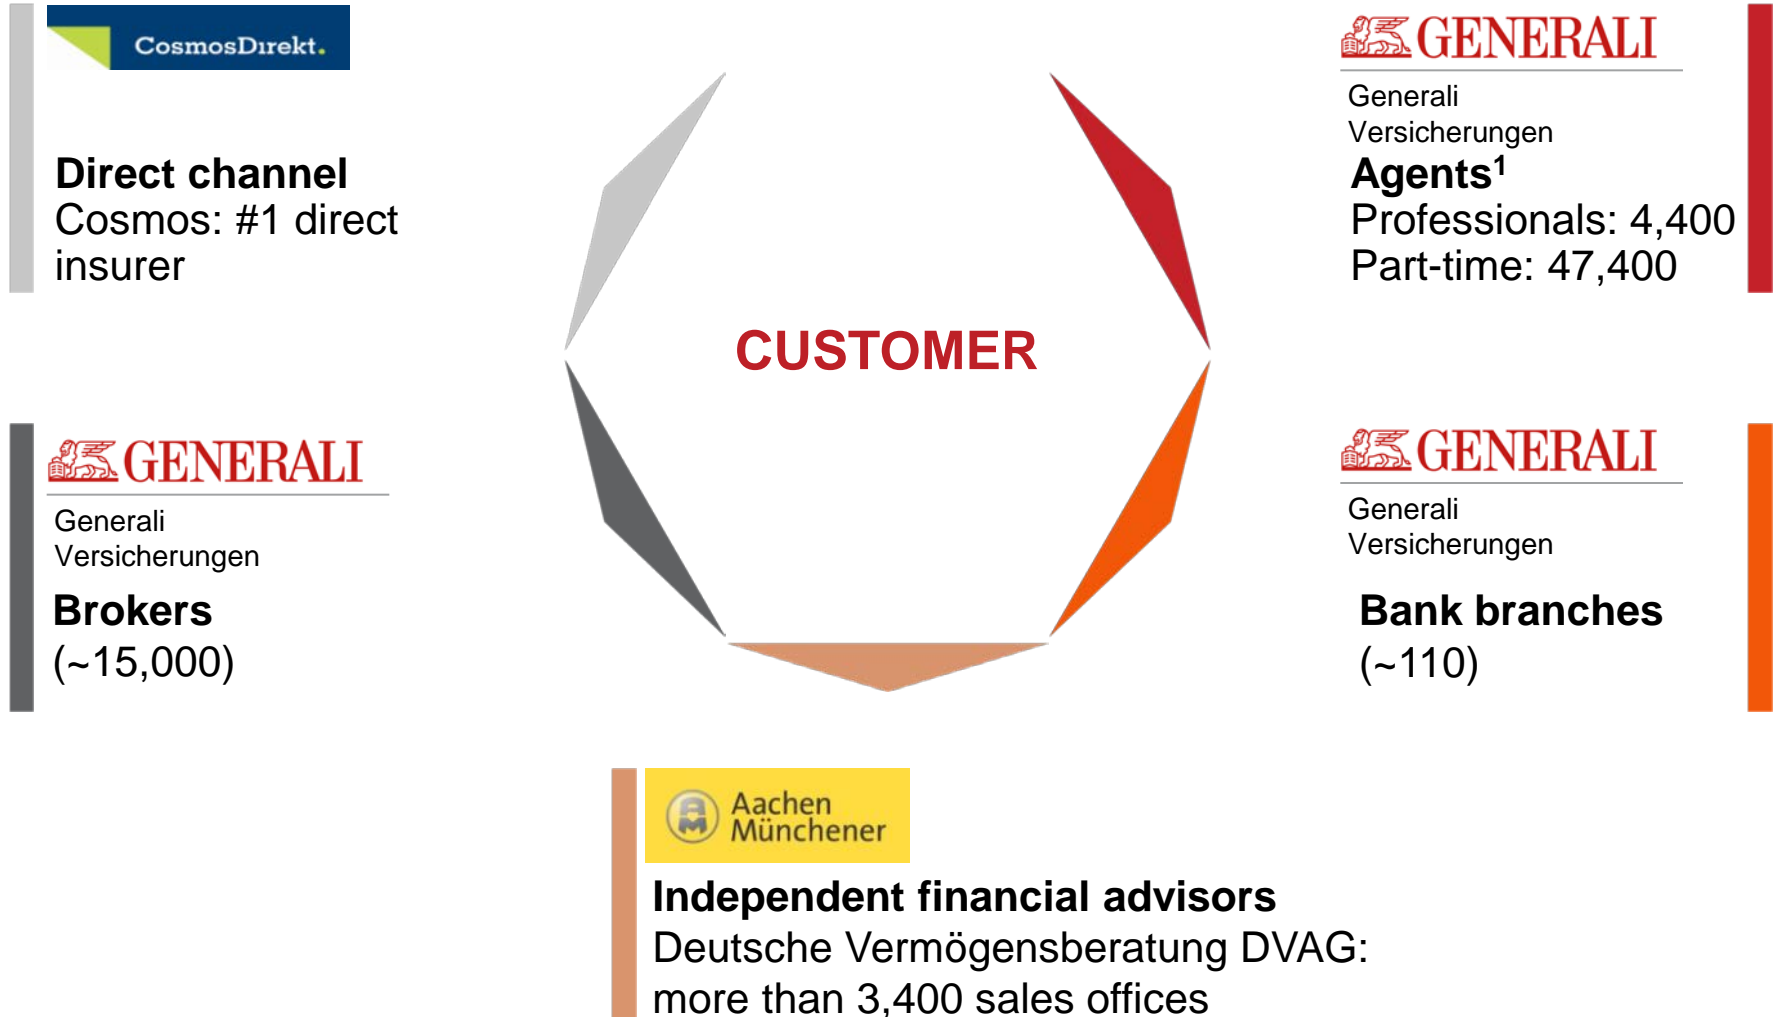 CosmosDirekt.
Direct channel
Cosmos: #1 direct
insurer
GENERALI
Generali
Versicherungen
Agents¹
Professionals: 4,400
Part-time: 47,400
CUSTOMER
GENERALI
Generali
Versicherungen
Brokers
(~15,000)
GENERALI
Generali
Versicherungen
Bank branches
(~110)
Aachen
Münchener
Independent financial advisors
Deutsche Vermögensberatung DVAG:
more than 3,400 sales offices